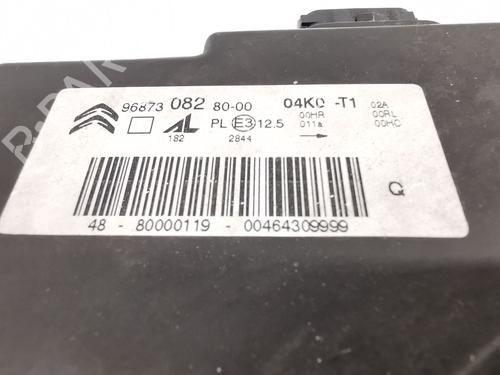 96873 082 80-00 04K0 -T1 02A
00HR 00RL
AL PL E3 12.5 011a 00HC
182 2844
Q
48 - 80000119 - 00464309999